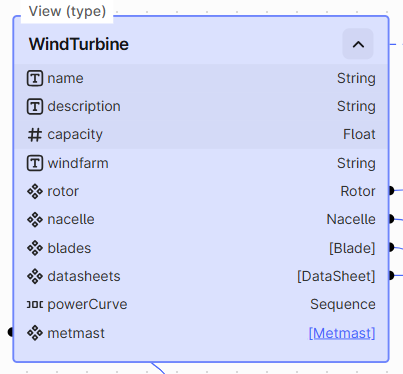 View (type)
WindTurbine
name String
description String
capacity Float
windfarm String
rotor Rotor
nacelle Nacelle
blades [Blade]
datasheets [DataSheet]
powerCurve Sequence
metmast [Metmast]